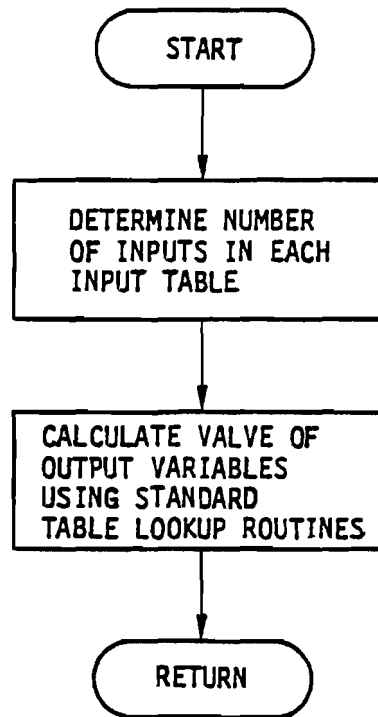 START
DETERMINE NUMBER
OF INPUTS IN EACH
INPUT TABLE
CALCULATE VALVE OF
OUTPUT VARIABLES
USING STANDARD
TABLE LOOKUP ROUTINES
RETURN